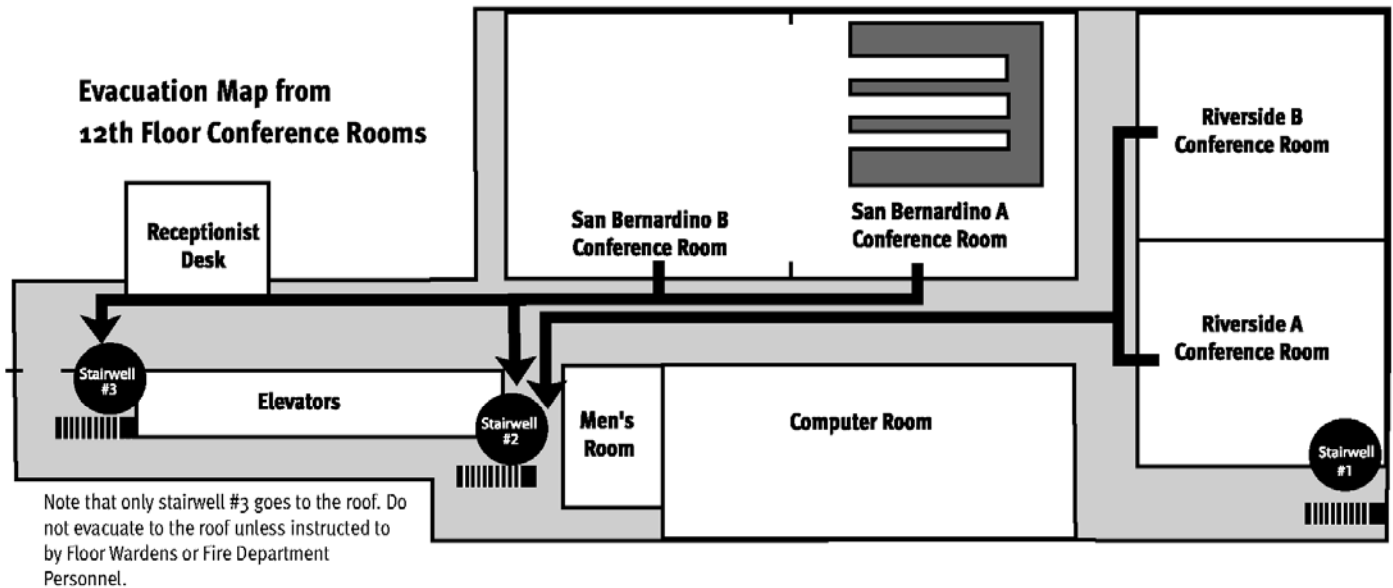 Evacuation Map from
12th Floor Conference Rooms
Riverside B
Conference Room
San Bernardino A
Conference Room
San Bernardino B
Conference Room
Receptionist
Desk
Riverside A
Conference Room
Stairwell
#3
Elevators
Stairwell
#2
Men's
Room
Computer Room
Stairwell
#1
Note that only stairwell #3 goes to the roof. Do
not evacuate to the roof unless instructed to
by Floor Wardens or Fire Department
Personnel.